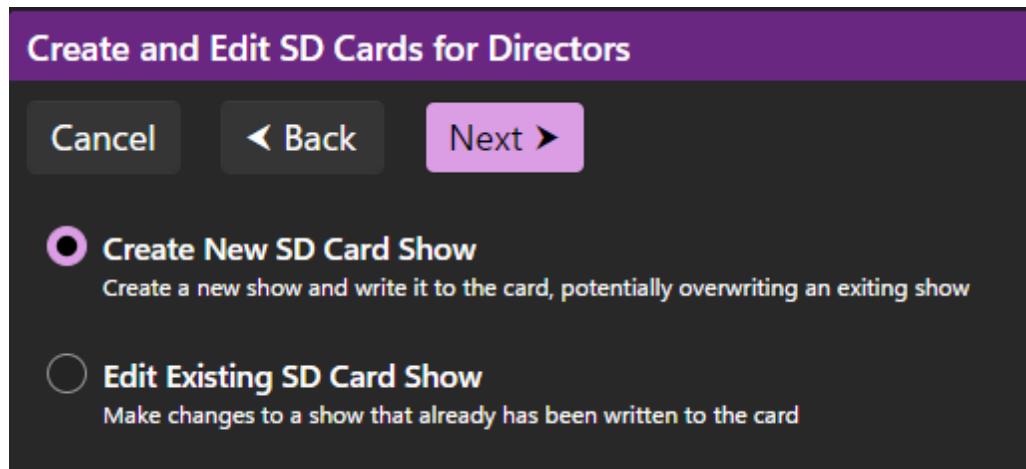 Create and Edit SD Cards for Directors
Cancel
⮜ Back
Next ⮞
Create New SD Card Show
Create a new show and write it to the card, potentially overwriting an exiting show
Edit Existing SD Card Show
Make changes to a show that already has been written to the card